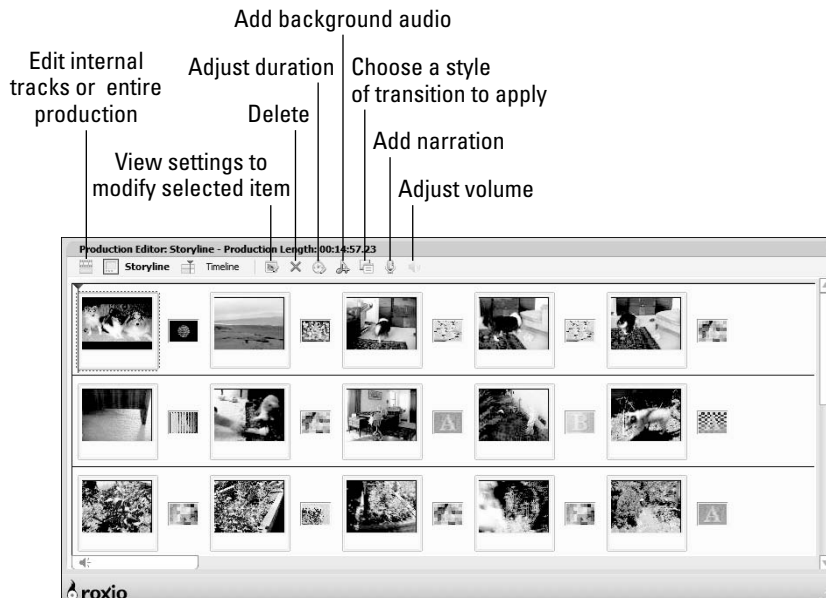 Add background audio
Edit internal
tracks or entire
production
Adjust duration
Choose a style
of transition to apply
Delete
Add narration
View settings to
modify selected item
Adjust volume
Production Editor: Storyline - Production Length: 00:14:57.23
Storyline
Timeline
A
B
A
roxio